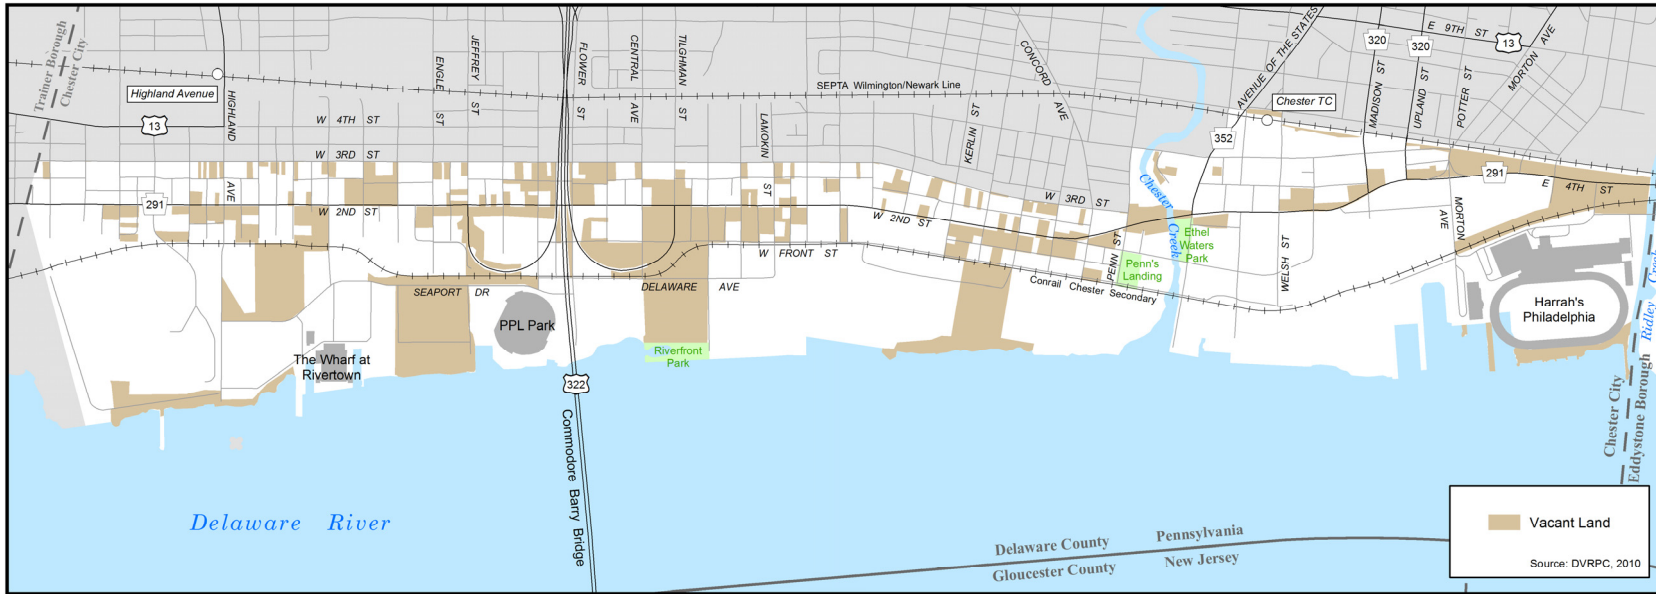 Trainer Borough
Chester City
Highland Avenue
13
HIGHLAND
AVE
W 4TH ST
W 3RD ST
291
W 2ND ST
ENGLE
ST
JEFFREY
ST
FLOWER
ST
CENTRAL
AVE
TILGHMAN
ST
LAMOKIN
ST
SEPTA Wilmington/Newark Line
CONCORD
AVE
KERLIN ST
AVENUE OF THE STATES
Chester TC
352
320
320
MADISON ST
UPLAND ST
POTTER ST
E 9TH ST
13
MORTON AVE
W 3RD ST
W 2ND ST
Chester
Creek
Ethel
Waters
Park
PENN ST
Penn's
Landing
WELSH ST
MORTON
AVE
291
E 4TH ST
W FRONT ST
Conrail Chester Secondary
SEAPORT DR
DELAWARE AVE
PPL Park
The Wharf at
Rivertown
Riverfront
Park
Harrah's
Philadelphia
Ridley Creek
322
Commodore Barry Bridge
Chester City
Eddystone Borough
Delaware River
Delaware County Pennsylvania
Gloucester County New Jersey
Vacant Land
Source: DVRPC, 2010